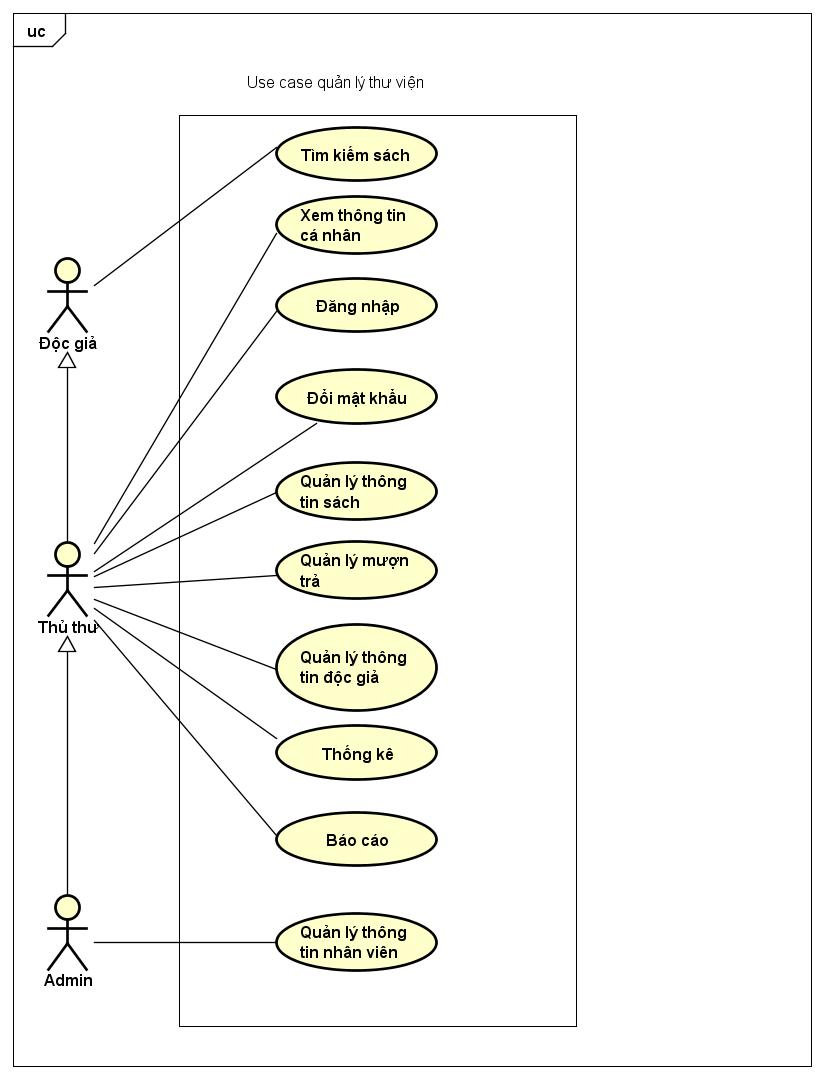 uc
Use case quản lý thư viện
Tìm kiếm sách
Xem thông tin
cá nhân
Đăng nhập
Độc giả
Đổi mật khẩu
Quản lý thông
tin sách
Quản lý mượn
trả
Thủ thư
Quản lý thông
tin độc giả
Thống kê
Báo cáo
Quản lý thông
tin nhân viên
Admin